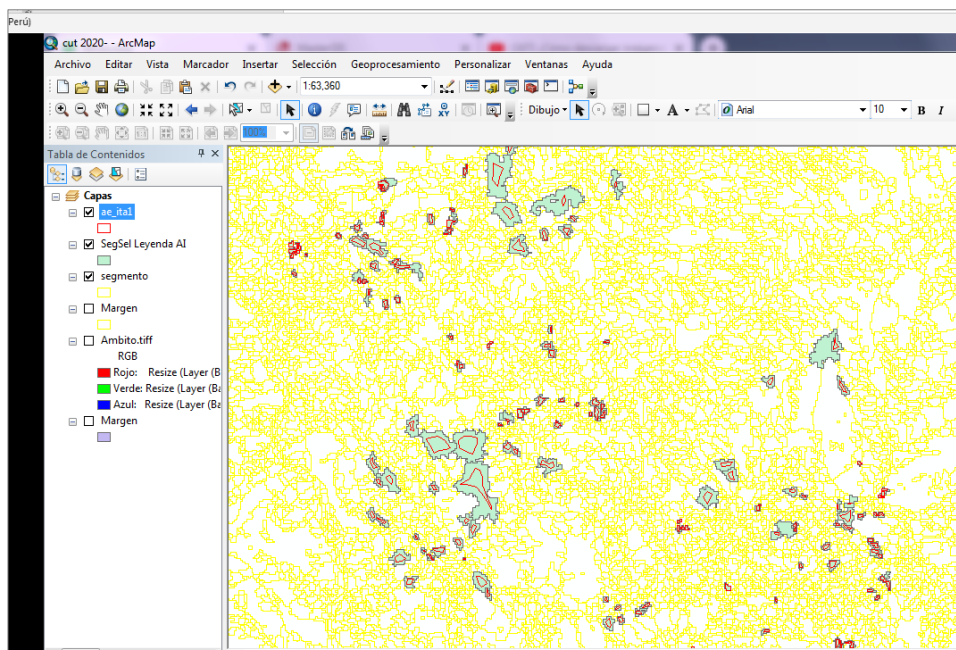 Perú)
cut 2020- - ArcMap
Archivo Editar Vista Marcador Insertar Selección Geoprocesamiento Personalizar Ventanas Ayuda
1:63,360
Dibujo Arial 10 B I
100%
Tabla de Contenidos
Capas
ae_ita1
SegSel Leyenda AI
segmento
Margen
Ambito.tiff
RGB
Rojo: Resize (Layer (B
Verde: Resize (Layer (Ba
Azul: Resize (Layer (Ba
Margen